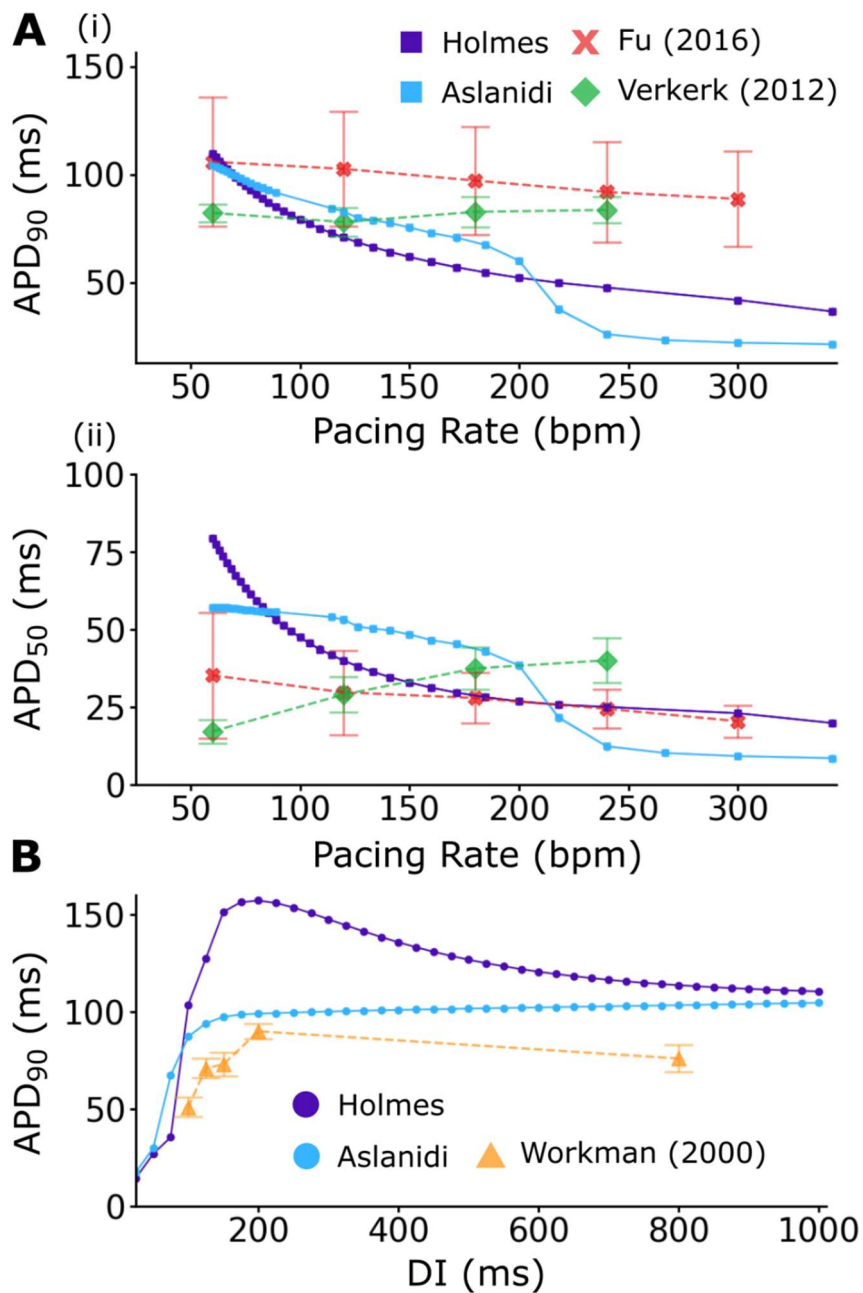 A (i)
Holmes Fu (2016)
Aslanidi Verkerk (2012)
150
100
50
APD90 (ms)
50 100 150 200 250 300
Pacing Rate (bpm)
(ii)
100
75
50
25
0
APD50 (ms)
50 100 150 200 250 300
Pacing Rate (bpm)
B
150
100
50
0
APD90 (ms)
Holmes
Aslanidi Workman (2000)
200 400 600 800 1000
DI (ms)